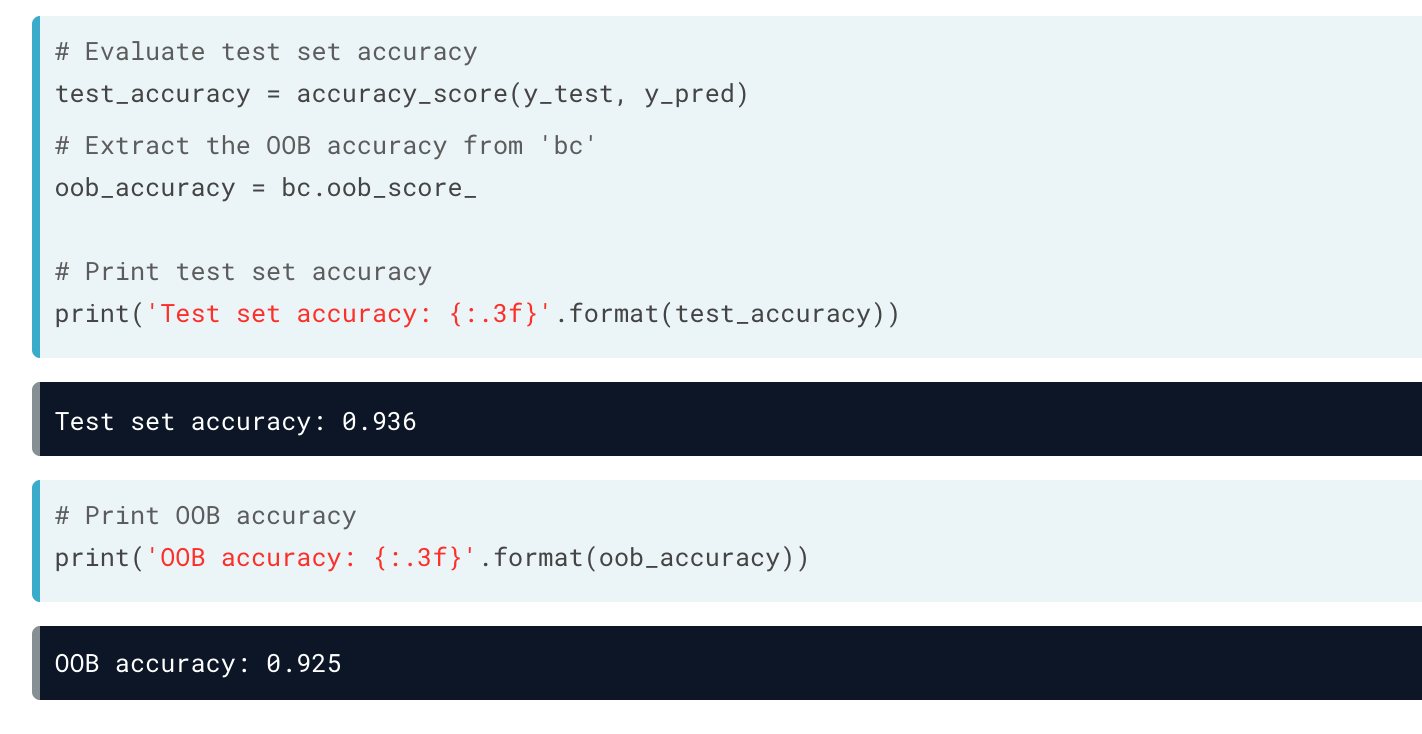 # Evaluate test set accuracy
test_accuracy = accuracy_score(y_test, y_pred)
# Extract the OOB accuracy from 'bc'
oob_accuracy = bc.oob_score_
# Print test set accuracy
print('Test set accuracy: {:.3f}'.format(test_accuracy))
Test set accuracy: 0.936
# Print OOB accuracy
print('OOB accuracy: {:.3f}'.format(oob_accuracy))
OOB accuracy: 0.925